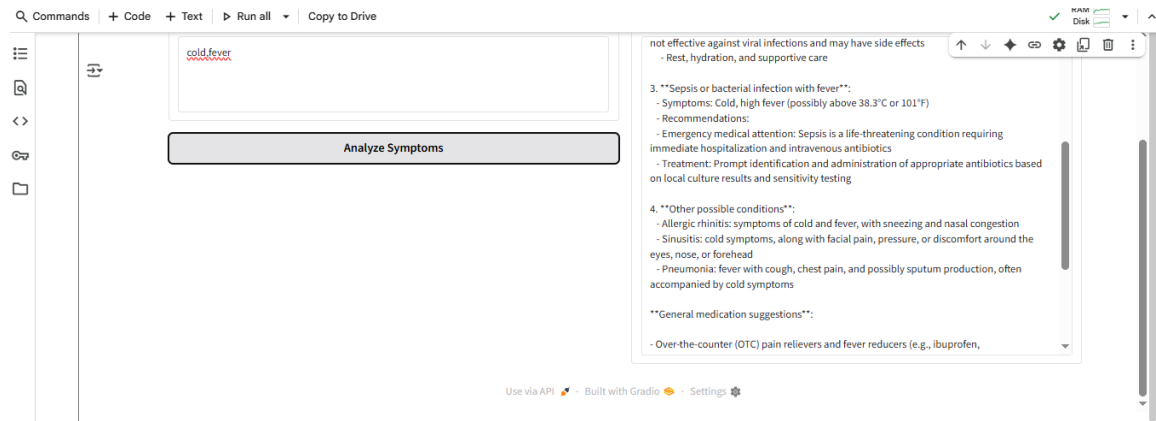 Commands + Code + Text Run all Copy to Drive
RAM
Disk
cold,fever
Analyze Symptoms
not effective against viral infections and may have side effects
- Rest, hydration, and supportive care
3. **Sepsis or bacterial infection with fever**:
- Symptoms: Cold, high fever (possibly above 38.3°C or 101°F)
- Recommendations:
- Emergency medical attention: Sepsis is a life-threatening condition requiring
immediate hospitalization and intravenous antibiotics
- Treatment: Prompt identification and administration of appropriate antibiotics based
on local culture results and sensitivity testing
4. **Other possible conditions**:
- Allergic rhinitis: symptoms of cold and fever, with sneezing and nasal congestion
- Sinusitis: cold symptoms, along with facial pain, pressure, or discomfort around the
eyes, nose, or forehead
- Pneumonia: fever with cough, chest pain, and possibly sputum production, often
accompanied by cold symptoms
**General medication suggestions**:
- Over-the-counter (OTC) pain relievers and fever reducers (e.g., ibuprofen,
Use via API · Built with Gradio · Settings